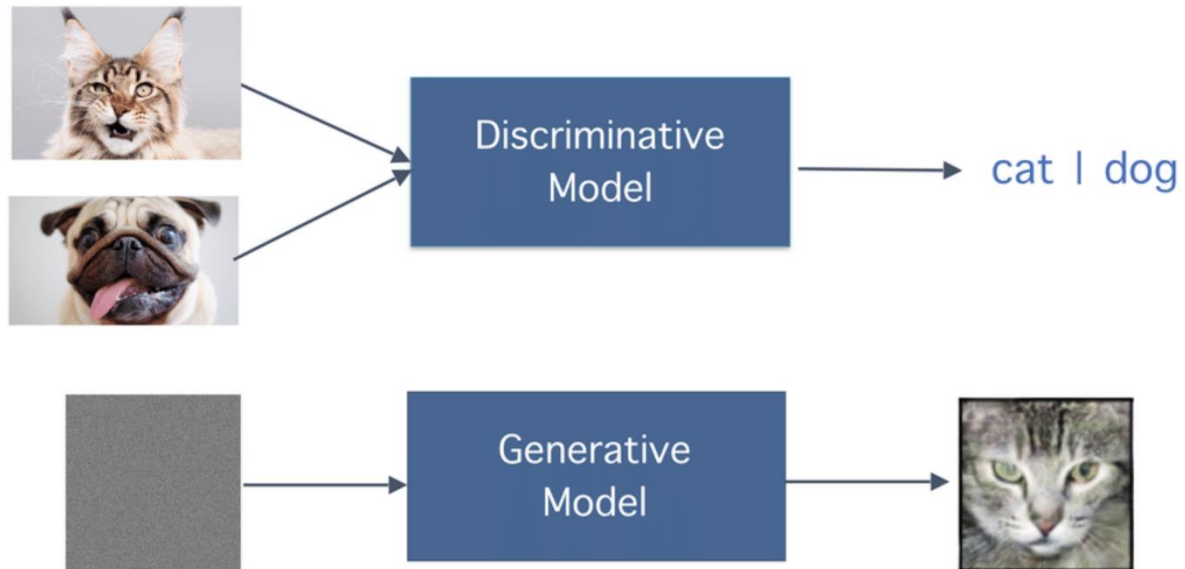 Discriminative
Model
cat | dog
Generative
Model